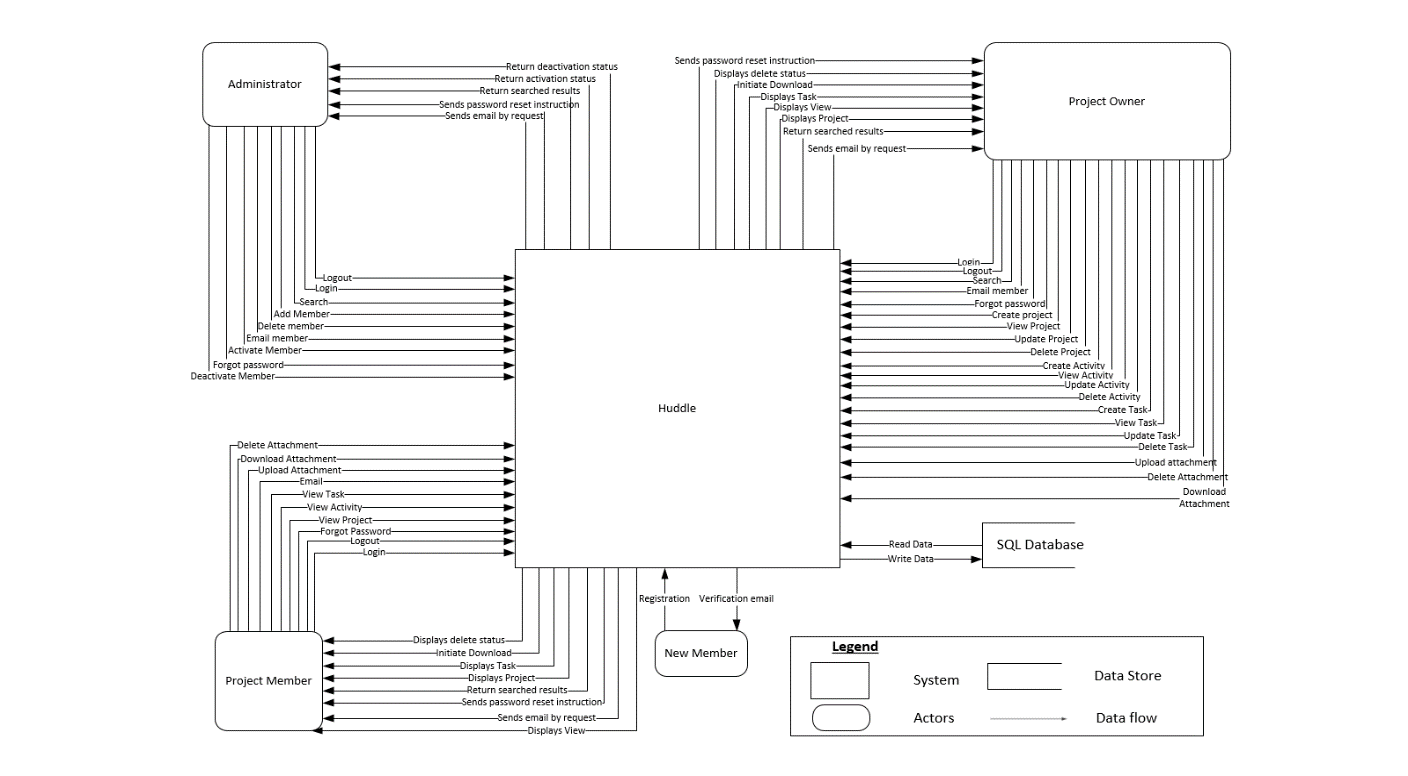 Administrator
Return deactivation status
Return activation status
Return searched results
Sends password reset instruction
Sends email by request
Sends password reset instruction
Displays delete status
Initiate Download
Displays Task
Displays View
Displays Project
Return searched results
Sends email by request
Project Owner
Logout
Login
Search
Add Member
Delete member
Email member
Activate Member
Forgot password
Deactivate Member
Huddle
Login
Logout
Search
Email member
Forgot password
Create project
View Project
Update Project
Delete Project
Create Activity
View Activity
Update Activity
Delete Activity
Create Task
View Task
Update Task
Delete Task
Upload attachment
Delete Attachment
Download
Attachment
Delete Attachment
Download Attachment
Upload Attachment
Email
View Task
View Activity
View Project
Forgot Password
Logout
Login
Read Data
Write Data
SQL Database
Registration
Verification email
New Member
Project Member
Displays delete status
Initiate Download
Displays Task
Displays Project
Return searched results
Sends password reset instruction
Sends email by request
Displays View
Legend
System
Data Store
Actors
Data flow